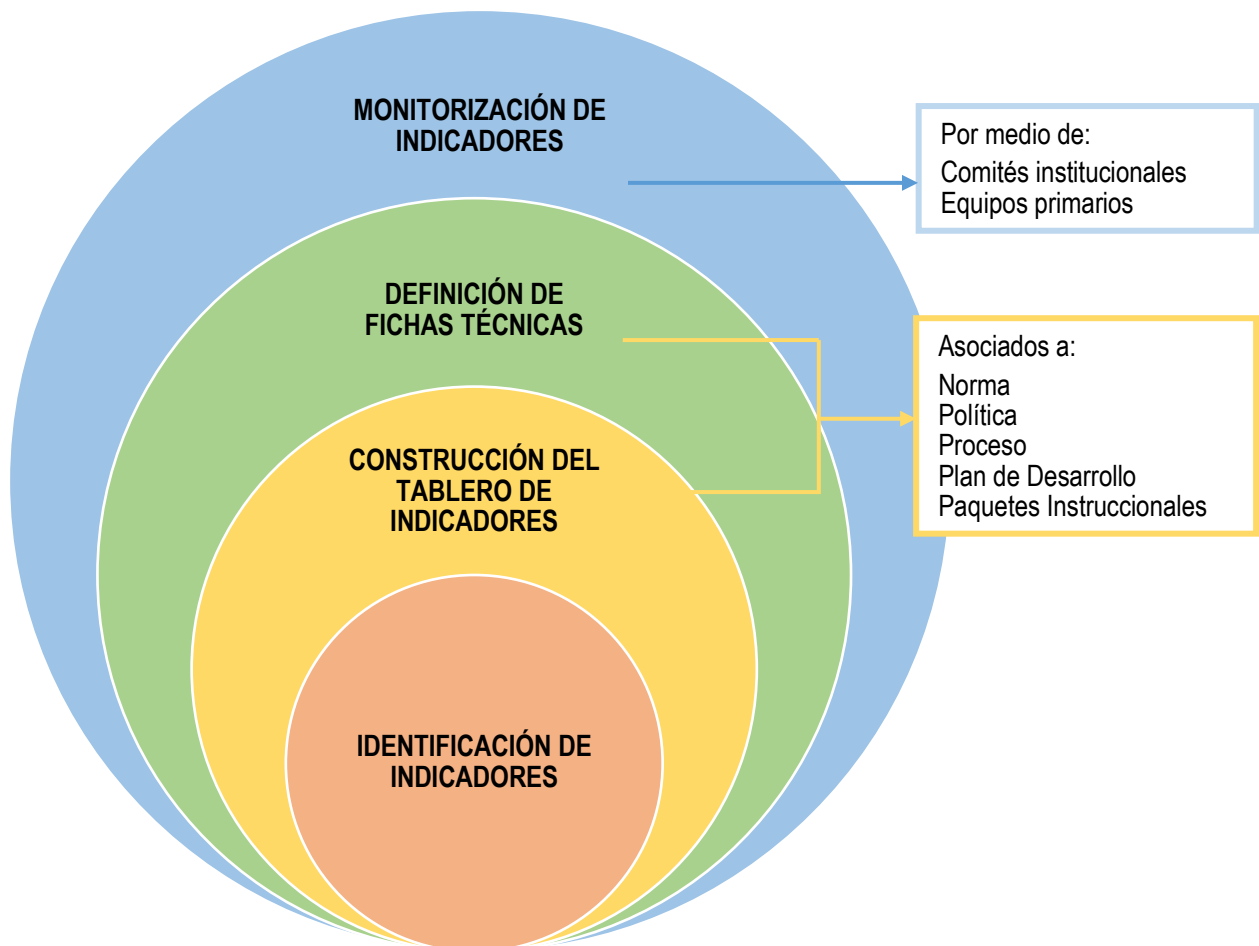 MONITORIZACIÓN DE
INDICADORES
Por medio de:
Comités institucionales
Equipos primarios
DEFINICIÓN DE
FICHAS TÉCNICAS
Asociados a:
Norma
Política
Proceso
Plan de Desarrollo
Paquetes Instruccionales
CONSTRUCCIÓN DEL
TABLERO DE
INDICADORES
IDENTIFICACIÓN DE
INDICADORES